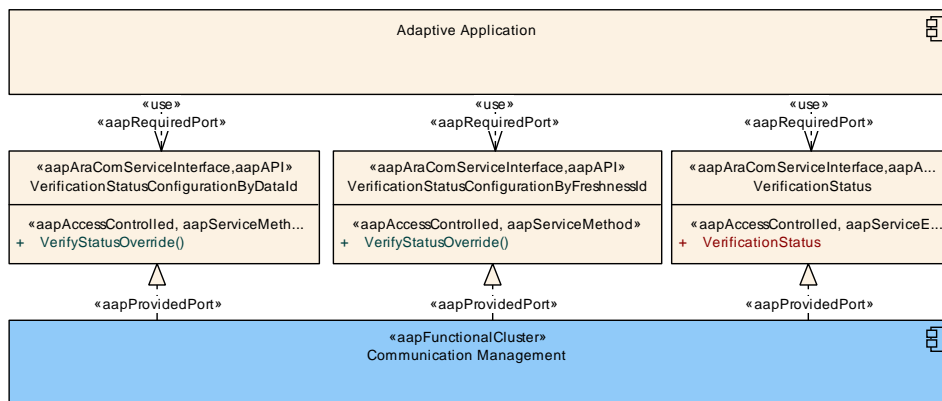 Adaptive Application
«use»
«aapRequiredPort»
«use»
«aapRequiredPort»
«use»
«aapRequiredPort»
«aapAraComServiceInterface,aapAPI»
VerificationStatusConfigurationByDataId
«aapAccessControlled, aapServiceMeth...
+ VerifyStatusOverride()
«aapAraComServiceInterface,aapAPI»
VerificationStatusConfigurationByFreshnessId
«aapAccessControlled, aapServiceMethod»
+ VerifyStatusOverride()
«aapAraComServiceInterface,aapA...
VerificationStatus
«aapAccessControlled, aapServiceE...
+ VerificationStatus
«aapProvidedPort»
«aapProvidedPort»
«aapProvidedPort»
«aapFunctionalCluster»
Communication Management